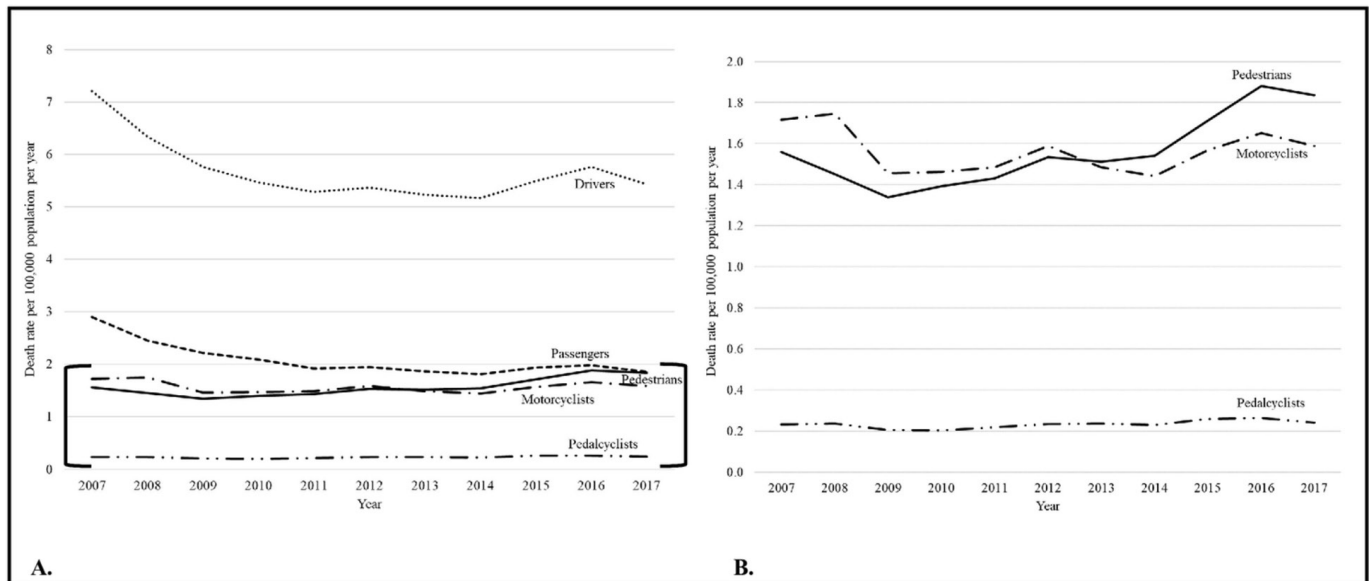 Death rate per 100,000 population per year
8
7
6
5
4
3
2
1
0
Drivers
Passengers
Pedestrians
Motorcyclists
Pedalcyclists
2007 2008 2009 2010 2011 2012 2013 2014 2015 2016 2017
Year
A.
Death rate per 100,000 population per year
2.0
1.8
1.6
1.4
1.2
1.0
0.8
0.6
0.4
0.2
0.0
Pedestrians
Motorcyclists
Pedalcyclists
2007 2008 2009 2010 2011 2012 2013 2014 2015 2016 2017
Year
B.